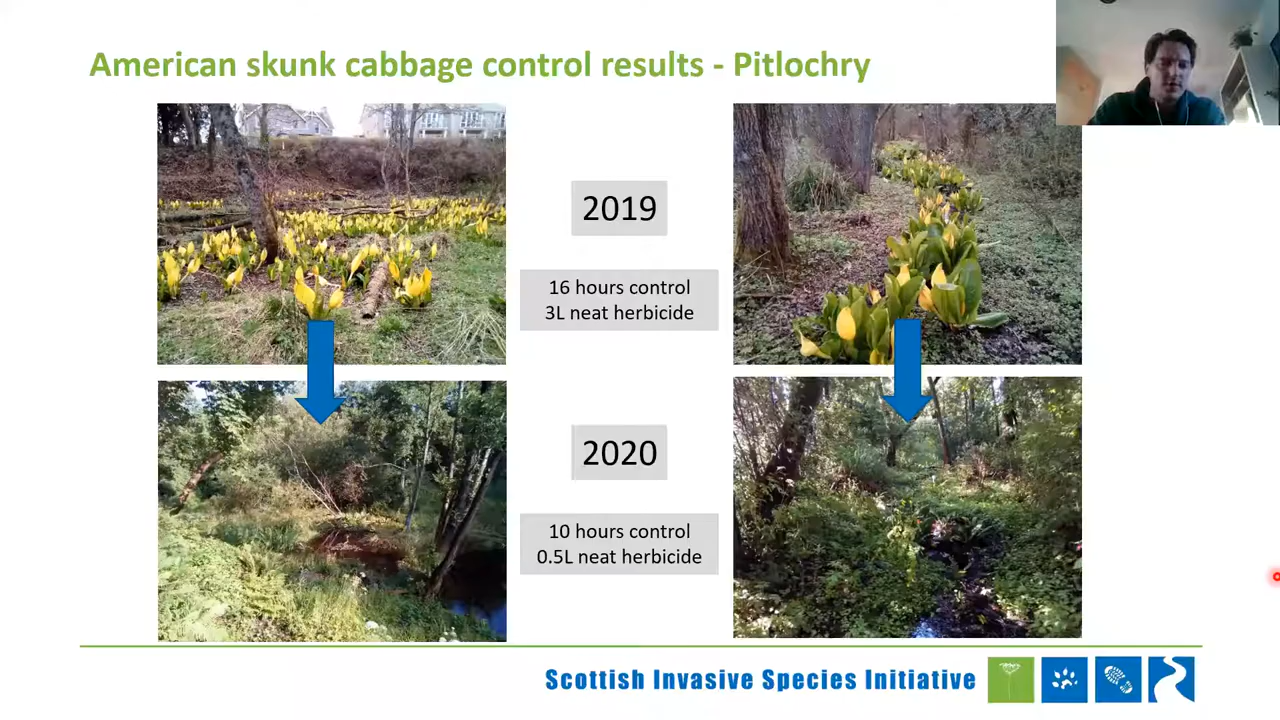 American skunk cabbage control results - Pitlochry
2019
16 hours control
3L neat herbicide
2020
10 hours control
0.5L neat herbicide
Scottish Invasive Species Initiative